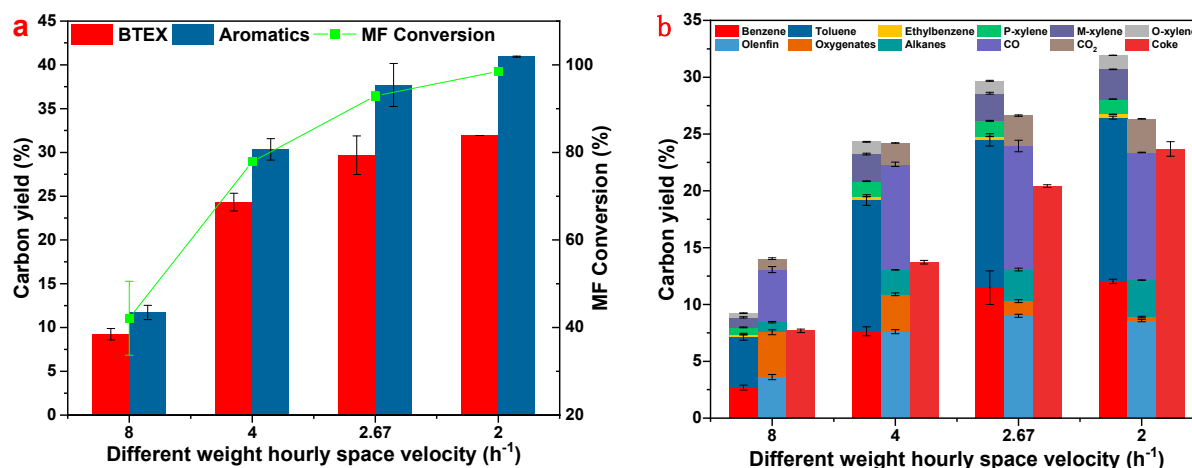 a
BTEX Aromatics MF Conversion
Carbon yield (%)
45
40
35
30
25
20
15
10
5
0
100
80
60
40
20
MF Conversion (%)
8 4 2.67 2
Different weight hourly space velocity (h⁻¹)
b
Benzene Toluene Ethylbenzene P-xylene M-xylene O-xylene
Olenfin Oxygenates Alkanes CO CO₂ Coke
Carbon yield (%)
35
30
25
20
15
10
5
0
8 4 2.67 2
Different weight hourly space velocity (h⁻¹)